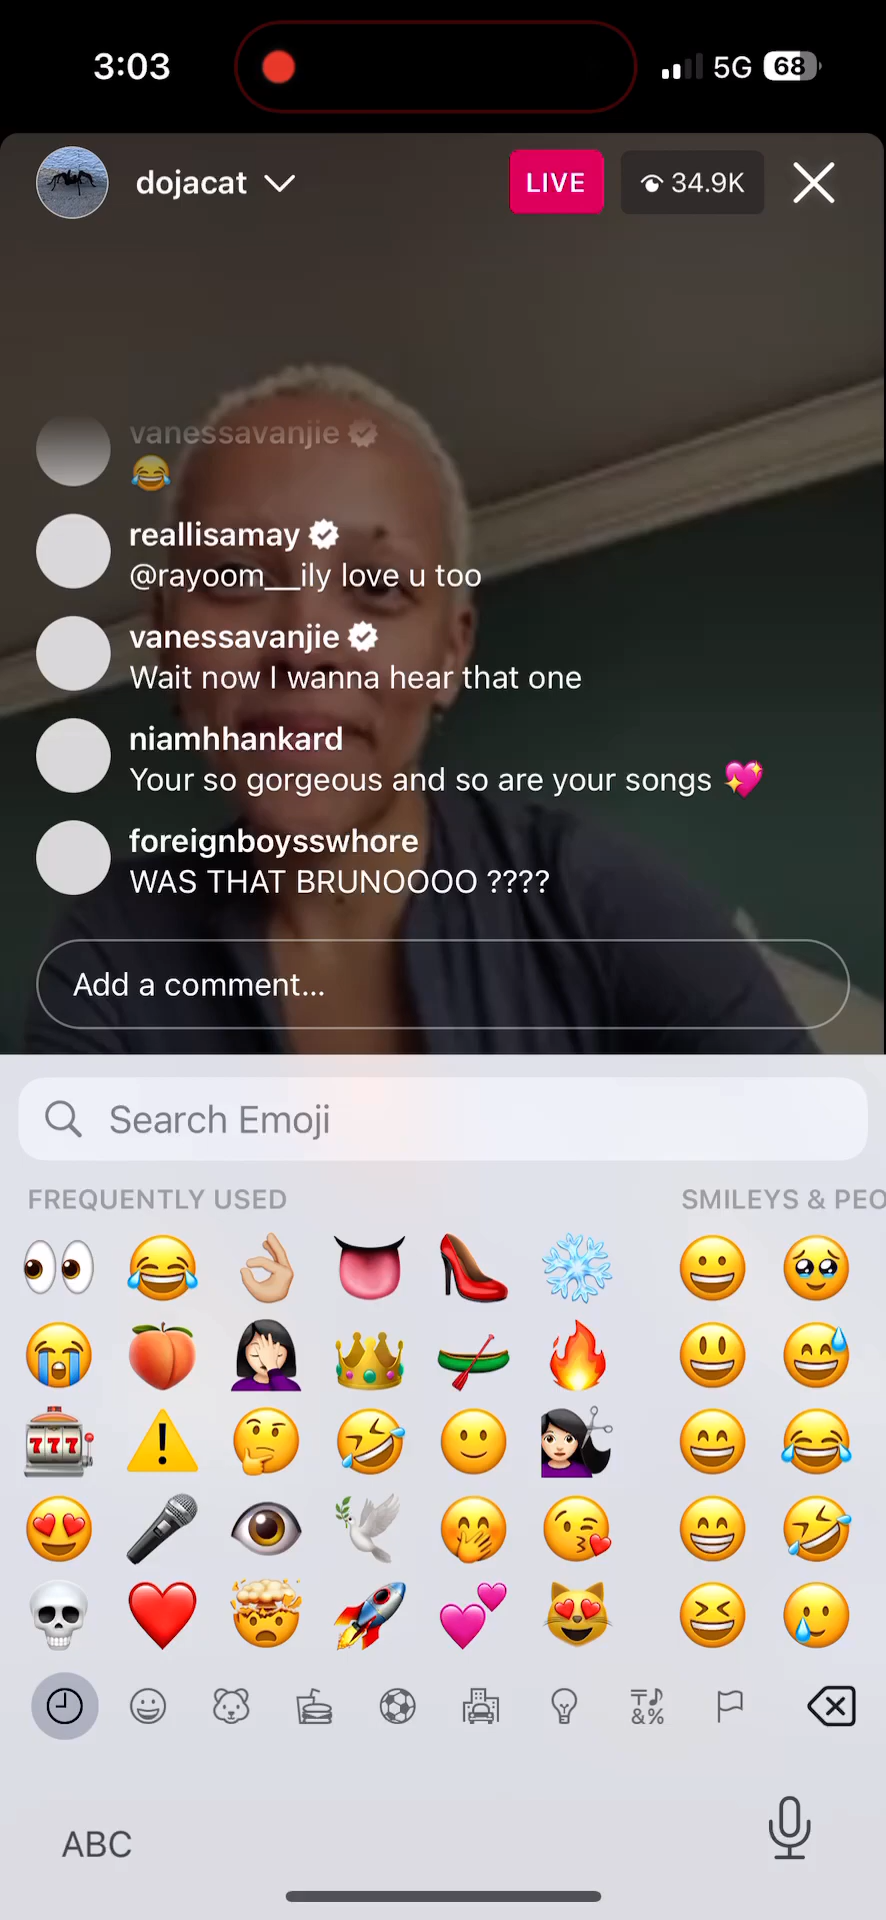 3:03
5G
68
dojacat
LIVE
34.9K
vanessavanjie
😂
reallisamay
@rayoom__ily love u too
vanessavanjie
Wait now I wanna hear that one
niamhhankard
Your so gorgeous and so are your songs 💖
foreignboysswhore
WAS THAT BRUNOOOO ????
Add a comment...
Search Emoji
FREQUENTLY USED
SMILEYS & PEO
777
&%
ABC